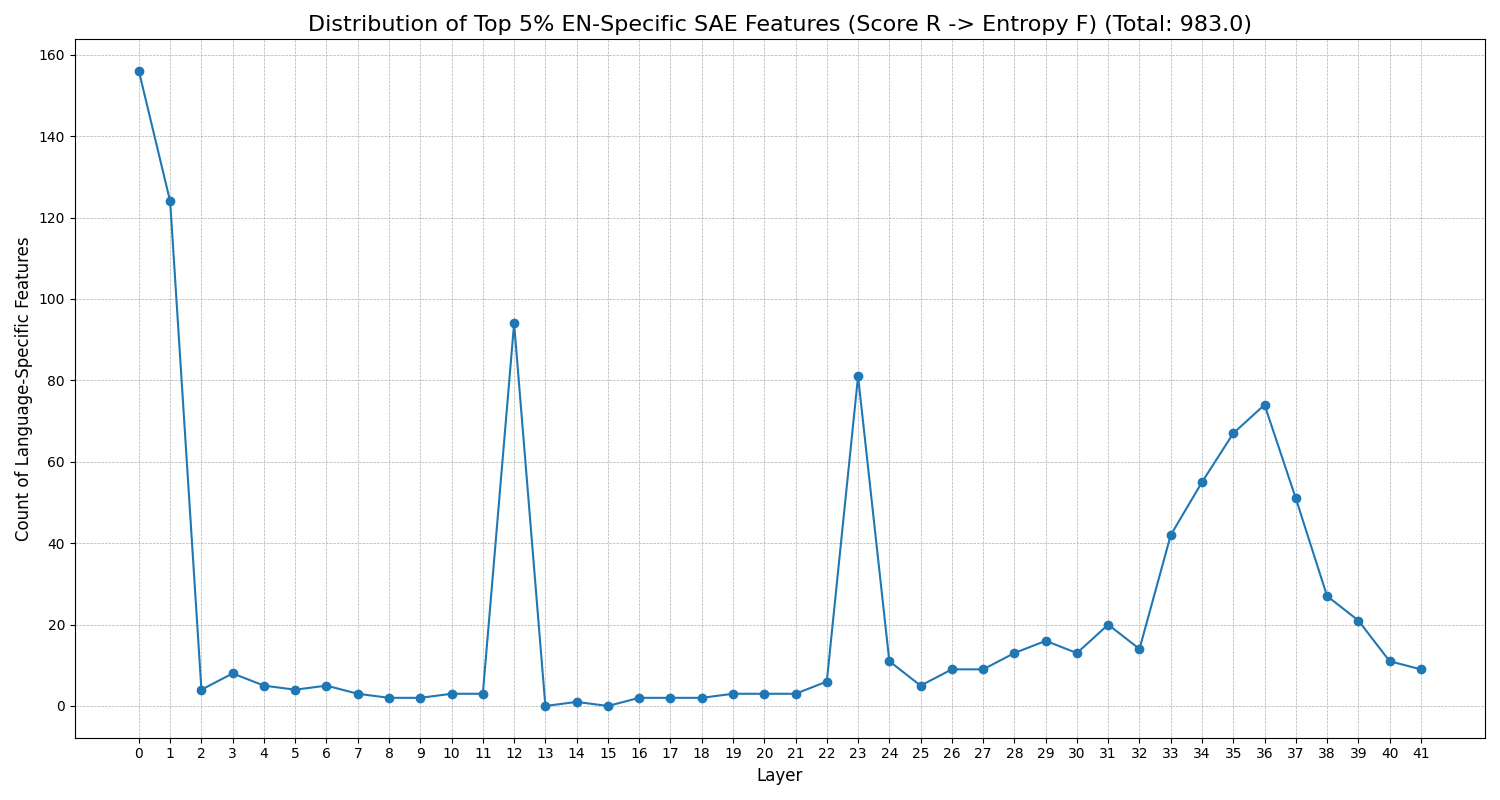 Distribution of Top 5% EN-Specific SAE Features (Score R -> Entropy F) (Total: 983.0)
160
140
120
100
80
60
40
20
0
Count of Language-Specific Features
0 1 2 3 4 5 6 7 8 9 10 11 12 13 14 15 16 17 18 19 20 21 22 23 24 25 26 27 28 29 30 31 32 33 34 35 36 37 38 39 40 41
Layer